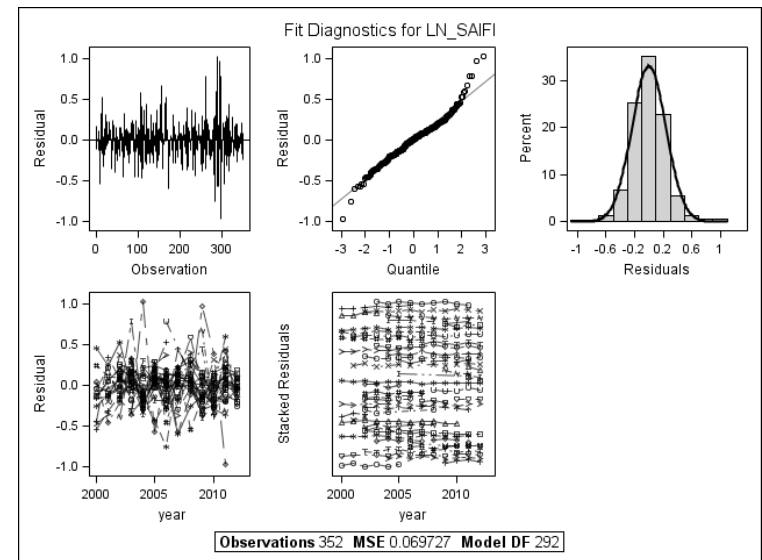 Fit Diagnostics for LN_SAIFI
1.0
0.5
0.0
-0.5
-1.0
Residual
0 100 200 300
Observation
1.0
0.5
0.0
-0.5
-1.0
Residual
-3 -2 -1 0 1 2 3
Quantile
30
20
10
0
Percent
-1 -0.6 -0.2 0.2 0.6 1
Residuals
1.0
0.5
0.0
-0.5
-1.0
Residual
2000 2005 2010
year
Stacked Residuals
2000 2005 2010
year
Observations 352 MSE 0.069727 Model DF 292